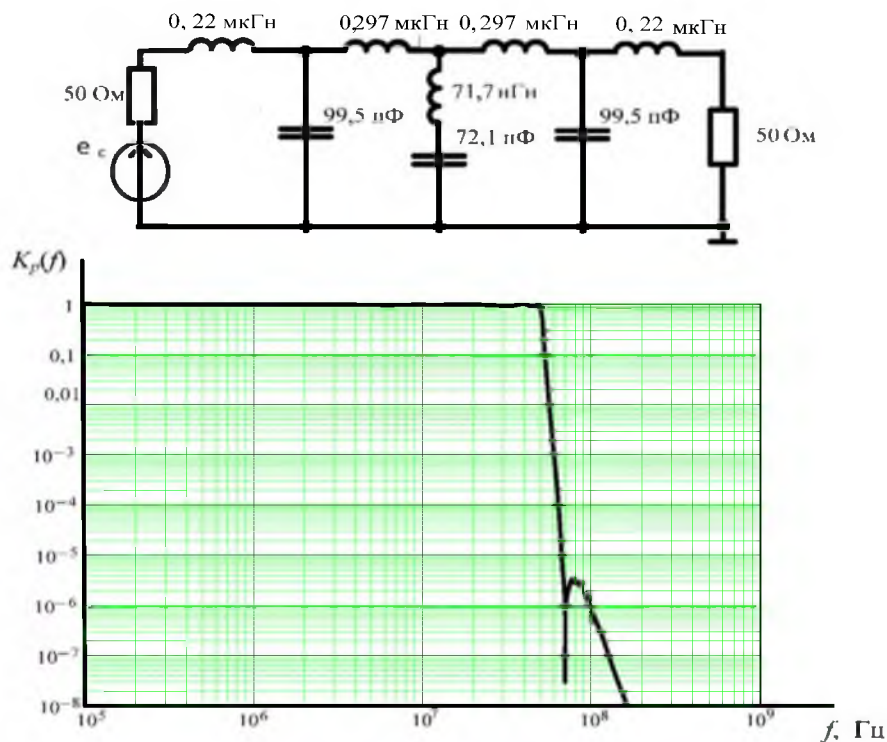 0, 22 мкГн 0,297 мкГн 0, 297 мкГн 0, 22 мкГн
50 Ом
71,7 нГн
99,5 пФ
72,1 пФ
99,5 пФ
50 Ом
e c
Kp(f)
1
0,1
0,01
10⁻³
10⁻⁴
10⁻⁵
10⁻⁶
10⁻⁷
10⁻⁸
10⁵ 10⁶ 10⁷ 10⁸ 10⁹
f, Гц